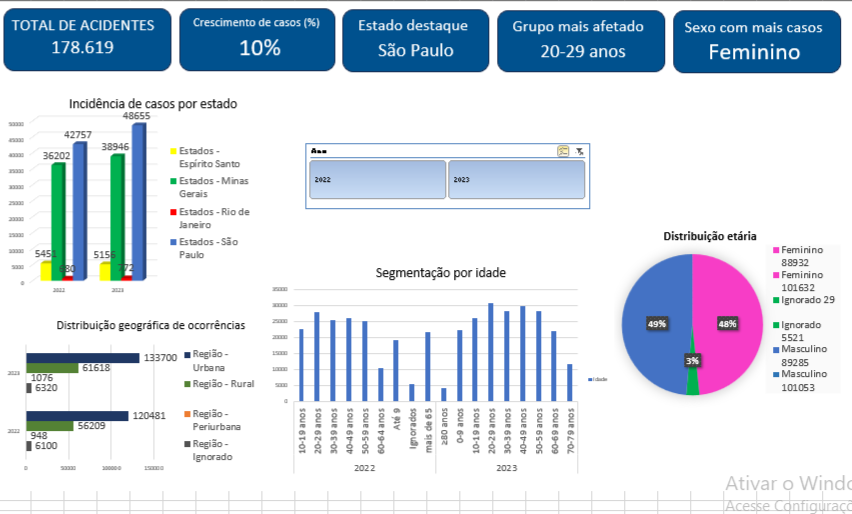 TOTAL DE ACIDENTES
178.619
Crescimento de casos (%)
10%
Estado destaque
São Paulo
Grupo mais afetado
20-29 anos
Sexo com mais casos
Feminino
Incidência de casos por estado
50000
45000
40000
35000
30000
25000
20000
15000
10000
5000
0
5451
36202
680
42757
5156
38946
772
48655
2022
2023
Estados -
Espírito Santo
Estados - Minas
Gerais
Estados - Rio de
Janeiro
Estados - São
Paulo
Ano
2022
2023
Distribuição geográfica de ocorrências
2023
133700
61618
1076
6320
2022
120481
56209
948
6100
0
50000
100000
150000
Região -
Urbana
Região - Rural
Região -
Periurbana
Região -
Ignorado
Segmentação por idade
35000
30000
25000
20000
15000
10000
5000
0
10-19 anos
20-29 anos
30-39 anos
40-49 anos
50-59 anos
60-64 anos
Até 9
Ignorados
mais de 65
≥80 anos
0-9 anos
10-19 anos
20-29 anos
30-39 anos
40-49 anos
50-59 anos
60-69 anos
70-79 anos
2022
2023
Idade
Distribuição etária
49%
48%
3%
Feminino
88932
Feminino
101632
Ignorado 29
Ignorado
5521
Masculino
89285
Masculino
101053
Ativar o Windo
Acesse Configuraçõ